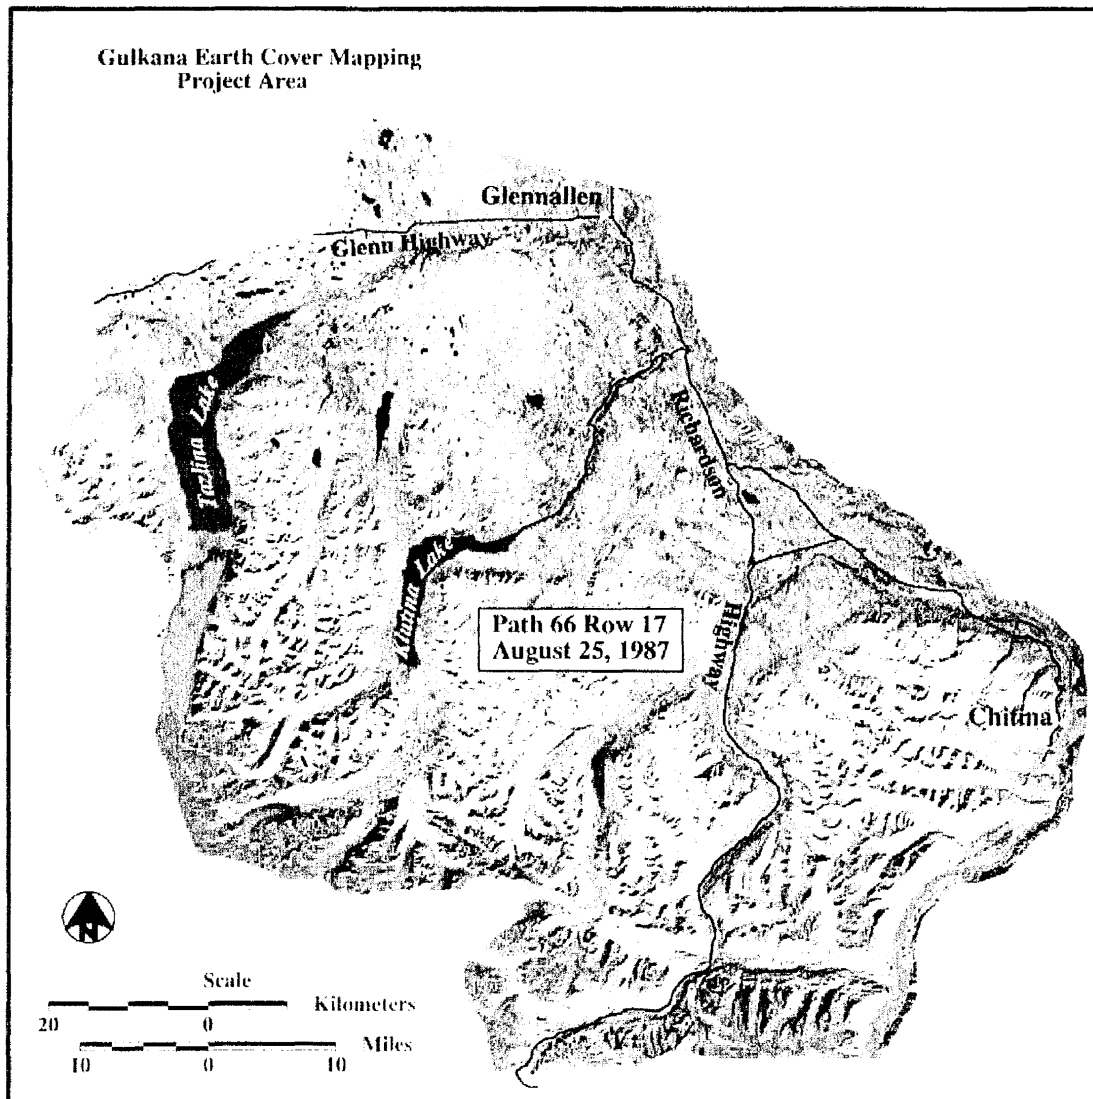 Gulkana Earth Cover Mapping
Project Area
Glennallen
Glenn Highway
Tazlina Lake
Richardson
Klutina Lake
Path 66 Row 17
August 25, 1987
Highway
Chitina
N
Scale
Kilometers
20 0
Miles
10 0 10